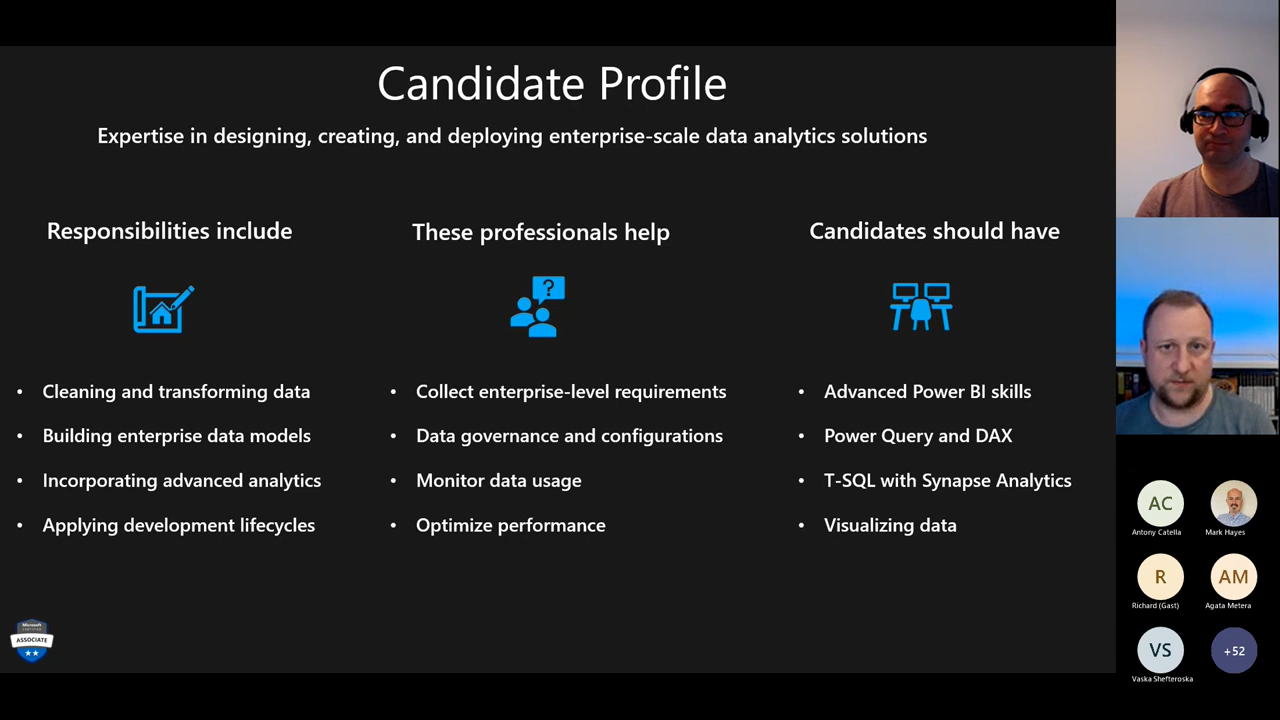 Candidate Profile
Expertise in designing, creating, and deploying enterprise-scale data analytics solutions
Responsibilities include
• Cleaning and transforming data
• Building enterprise data models
• Incorporating advanced analytics
• Applying development lifecycles
These professionals help
?
• Collect enterprise-level requirements
• Data governance and configurations
• Monitor data usage
• Optimize performance
Candidates should have
• Advanced Power BI skills
• Power Query and DAX
• T-SQL with Synapse Analytics
• Visualizing data
Microsoft
CERTIFIED
ASSOCIATE
AC
Antony Catella
Mark Hayes
R
Richard (Gast)
AM
Agata Metera
VS
Vaska Shefteroska
+52